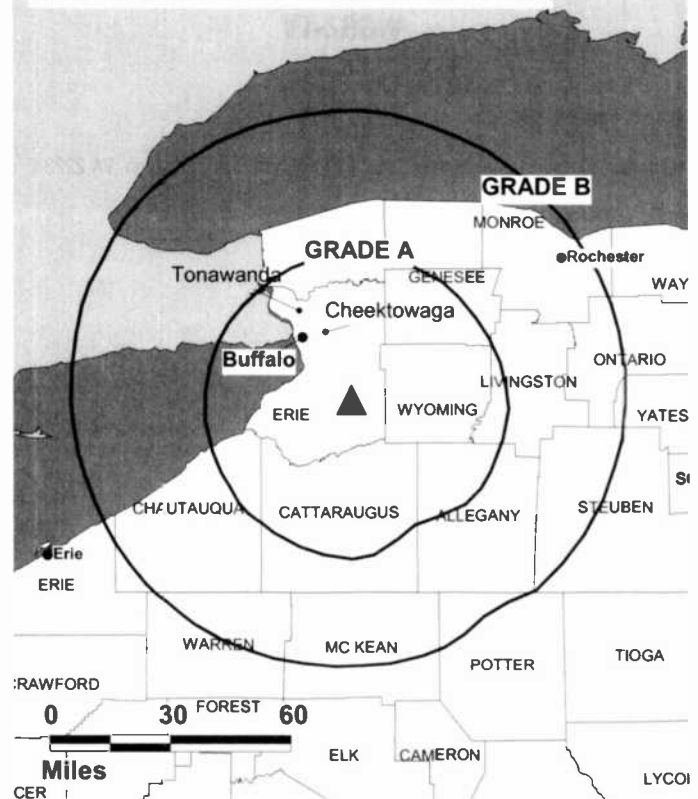 GRADE B
MONROE
GRADE A
Rochester
Tonawanda
GENESEE
WAY
Cheektowaga
Buffalo
ONTARIO
LIVINGSTON
ERIE
WYOMING
YATES
CHAUTAUQUA
CATTARAUGUS
ALLEGANY
STEUBEN
Erie
ERIE
WARREN
MC KEAN
TIOGA
POTTER
CRAWFORD
FOREST
0 30 60
Miles
ELK
CAMERON
LYCO
CER